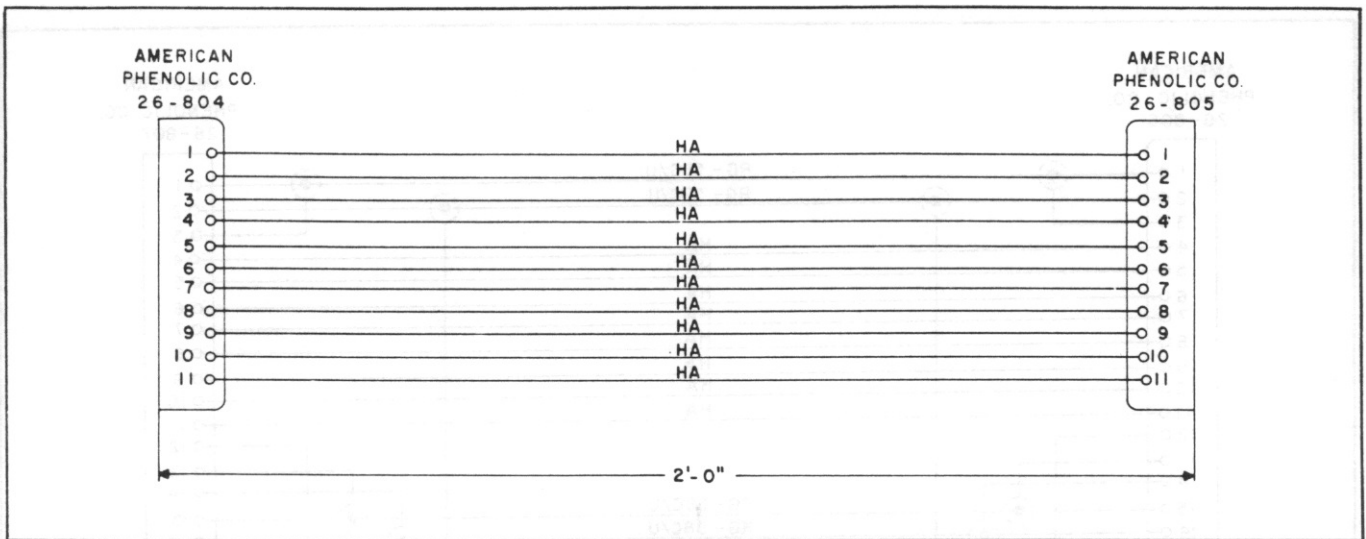 AMERICAN
PHENOLIC CO.
26-804
AMERICAN
PHENOLIC CO.
26-805
1 HA 1
2 HA 2
3 HA 3
4 HA 4
5 HA 5
6 HA 6
7 HA 7
8 HA 8
9 HA 9
10 HA 10
11 HA 11
2'-0"